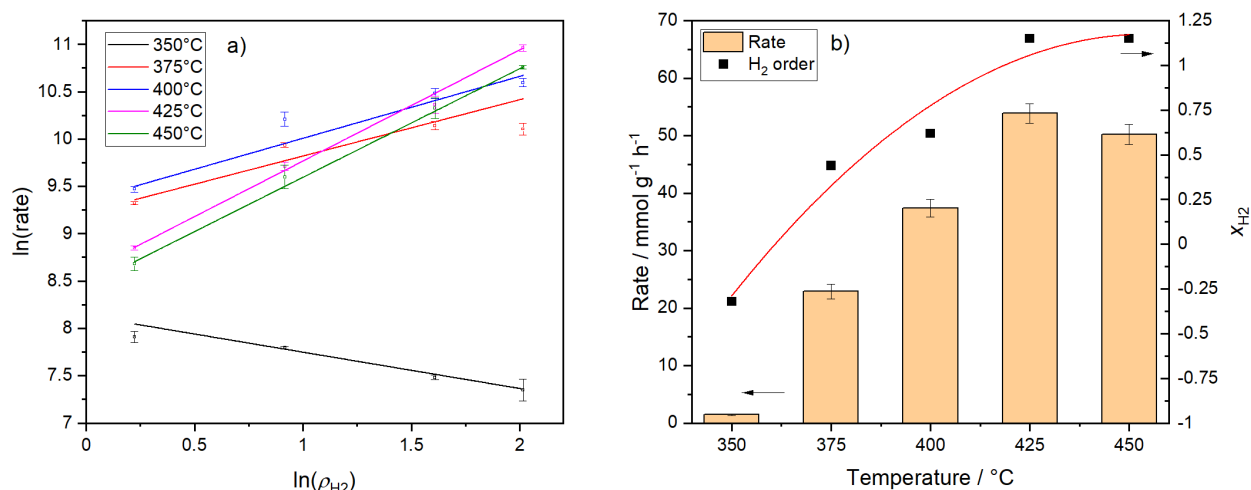 a)
350°C
375°C
400°C
425°C
450°C
11
10.5
10
9.5
9
8.5
8
7.5
7
ln(rate)
0
0.5
1
1.5
2
ln(ρH2)
b)
Rate
H2 order
70
60
50
40
30
20
10
0
Rate / mmol g-1 h-1
1.25
1
0.75
0.5
0.25
0
-0.25
-0.5
-0.75
-1
xH2
350
375
400
425
450
Temperature / °C